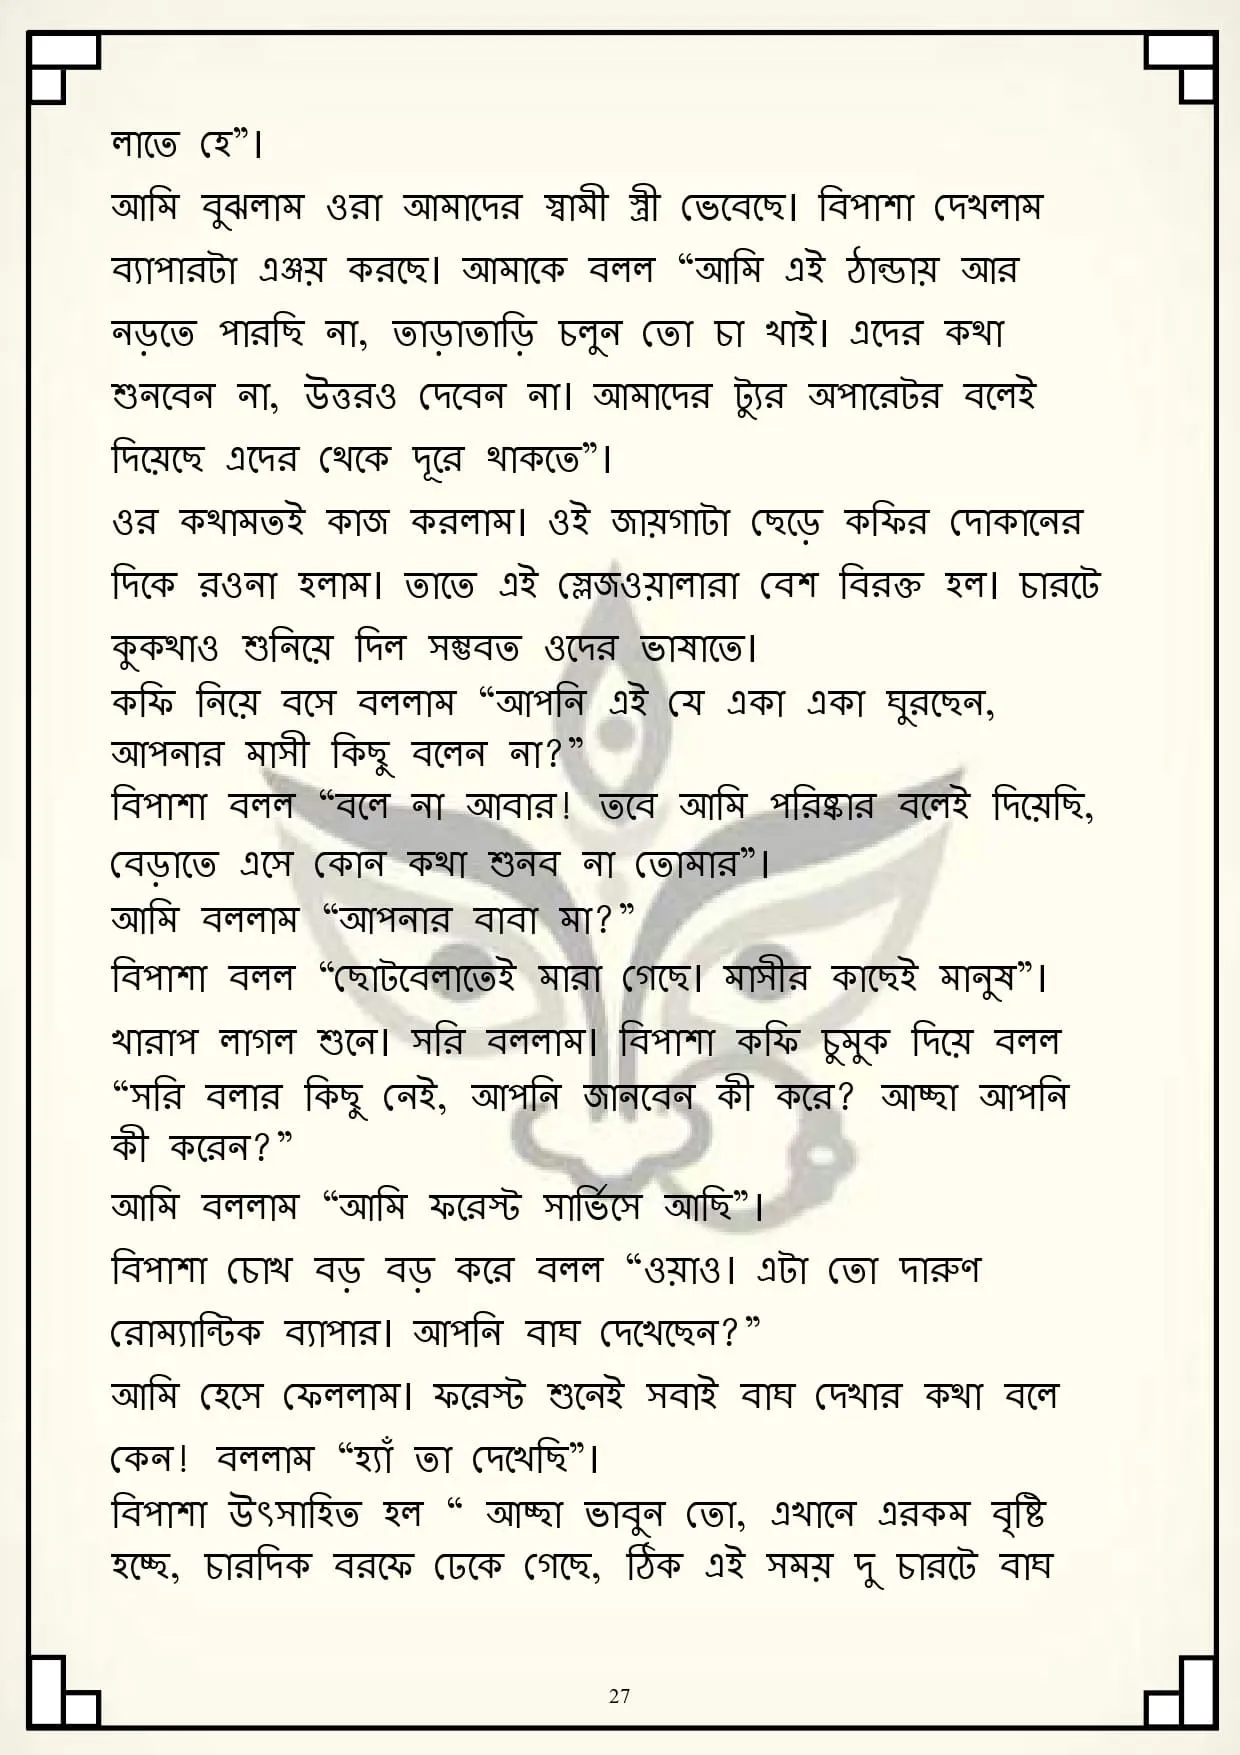 লাতে হে”।
আমি বুঝলাম ওরা আমাদের স্বামী স্ত্রী ভেবেছে। বিপাশা দেখলাম
ব্যাপারটা এঞ্জয় করছে। আমাকে বলল “আমি এই ঠান্ডায় আর
নড়তে পারছি না, তাড়াতাড়ি চলুন তো চা খাই। এদের কথা
শুনবেন না, উত্তরও দেবেন না। আমাদের ট্যুর অপারেটর বলেই
দিয়েছে এদের থেকে দূরে থাকতে”।
ওর কথামতই কাজ করলাম। ওই জায়গাটা ছেড়ে কফির দোকানের
দিকে রওনা হলাম। তাতে এই স্লেজওয়ালারা বেশ বিরক্ত হল। চারটে
কুকথাও শুনিয়ে দিল সম্ভবত ওদের ভাষাতে।
কফি নিয়ে বসে বললাম “আপনি এই যে একা একা ঘুরছেন,
আপনার মাসী কিছু বলেন না?”
বিপাশা বলল “বলে না আবার! তবে আমি পরিষ্কার বলেই দিয়েছি,
বেড়াতে এসে কোন কথা শুনব না তোমার”।
আমি বললাম “আপনার বাবা মা?”
বিপাশা বলল “ছোটবেলাতেই মারা গেছে। মাসীর কাছেই মানুষ”।
খারাপ লাগল শুনে। সরি বললাম। বিপাশা কফি চুমুক দিয়ে বলল
“সরি বলার কিছু নেই, আপনি জানবেন কী করে? আচ্ছা আপনি
কী করেন?”
আমি বললাম “আমি ফরেস্ট সার্ভিসে আছি”।
বিপাশা চোখ বড় বড় করে বলল “ওয়াও। এটা তো দারুণ
রোম্যান্টিক ব্যাপার। আপনি বাঘ দেখেছেন?”
আমি হেসে ফেললাম। ফরেস্ট শুনেই সবাই বাঘ দেখার কথা বলে
কেন! বললাম “হ্যাঁ তা দেখেছি”।
বিপাশা উৎসাহিত হল “ আচ্ছা ভাবুন তো, এখানে এরকম বৃষ্টি
হচ্ছে, চারদিক বরফে ঢেকে গেছে, ঠিক এই সময় দু চারটে বাঘ
27